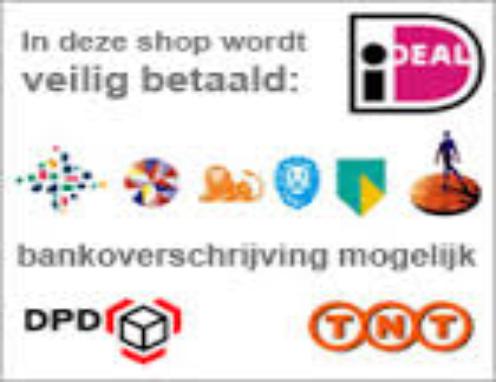 In deze shop wordt
veilig betaald:
iDEAL
bankoverschrijving mogelijk
DPD
TNT